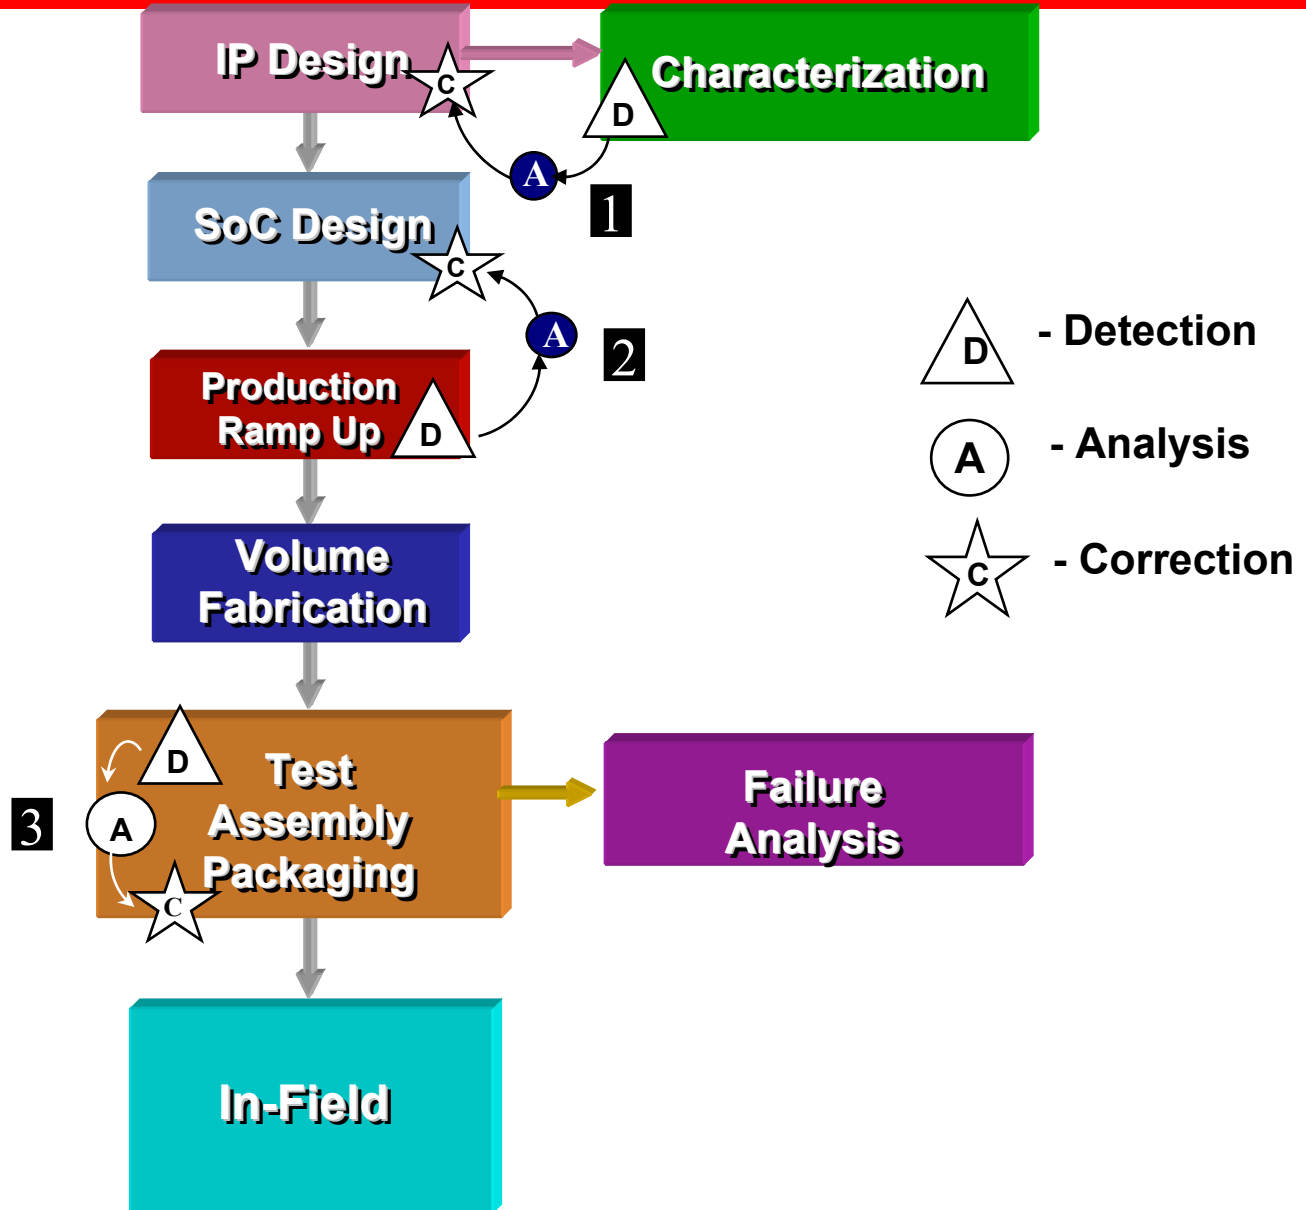 IP Design
C
Characterization
D
A
1
SoC Design
C
A
2
Production
Ramp Up
D
D
- Detection
A
- Analysis
C
- Correction
Volume
Fabrication
D
Test
Assembly
Packaging
3
A
C
Failure
Analysis
In-Field